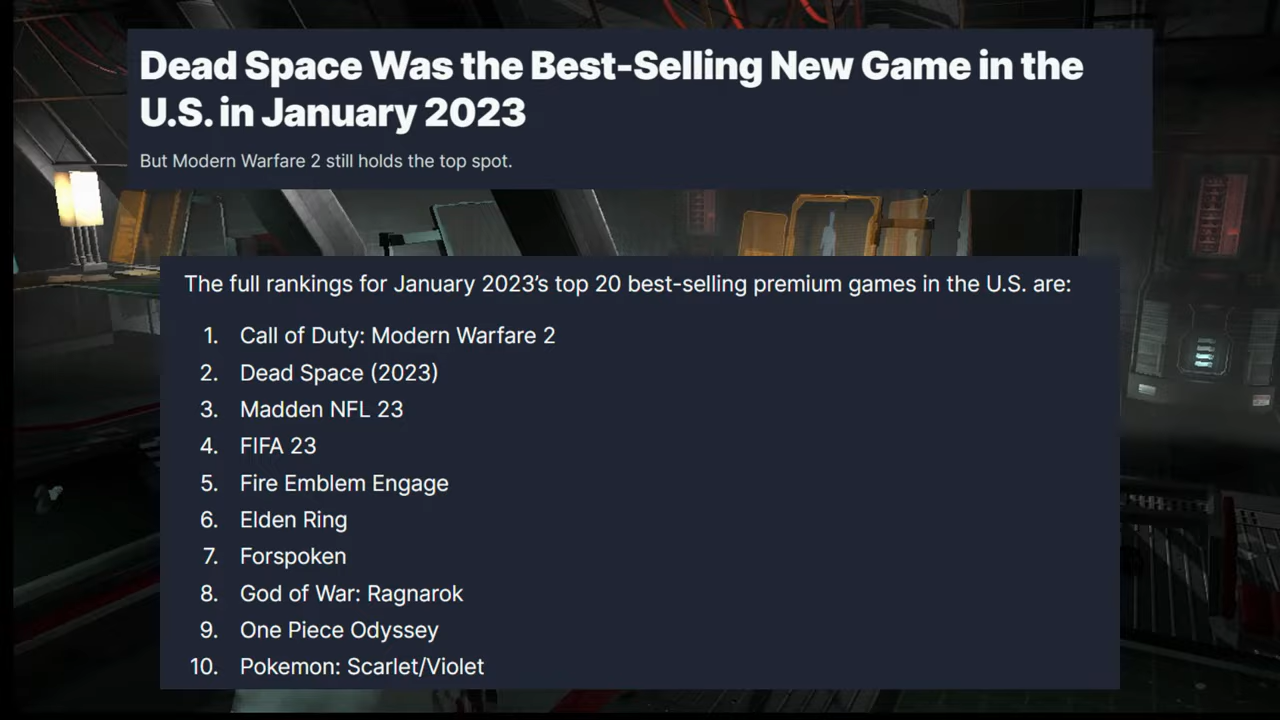 Dead Space Was the Best-Selling New Game in the
U.S. in January 2023
But Modern Warfare 2 still holds the top spot.
The full rankings for January 2023's top 20 best-selling premium games in the U.S. are:
1. Call of Duty: Modern Warfare 2
2. Dead Space (2023)
3. Madden NFL 23
4. FIFA 23
5. Fire Emblem Engage
6. Elden Ring
7. Forspoken
8. God of War: Ragnarok
9. One Piece Odyssey
10. Pokemon: Scarlet/Violet